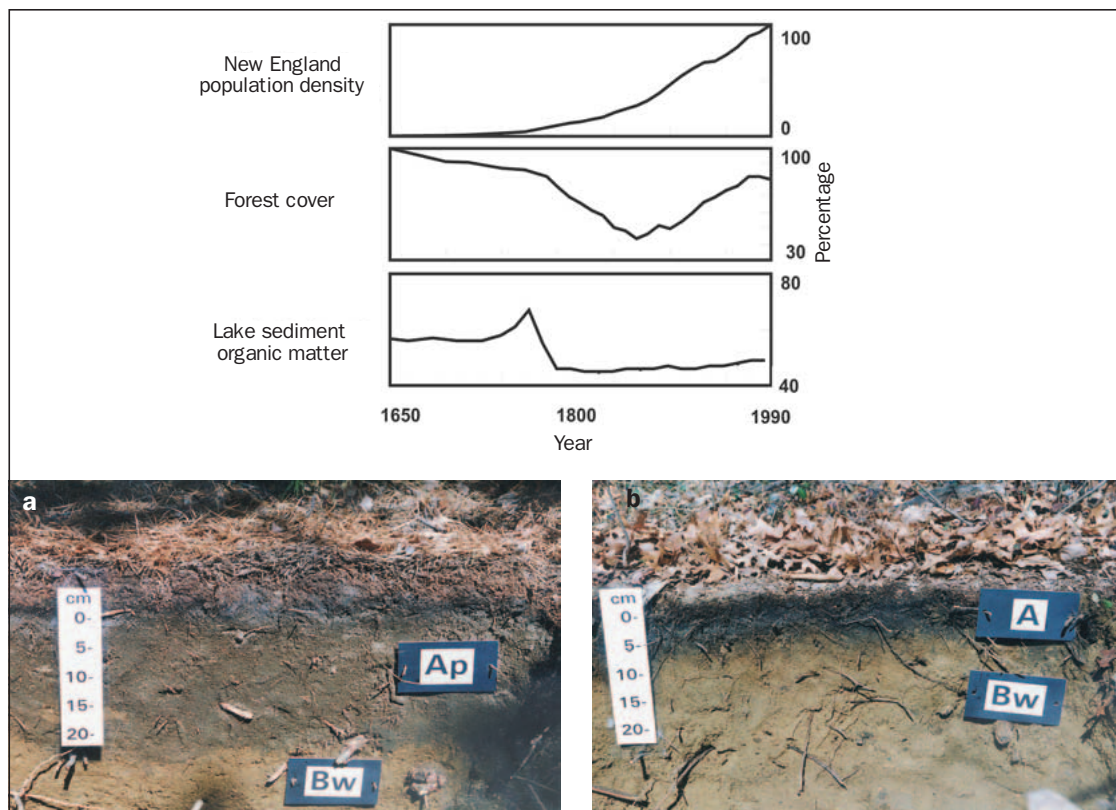 New England
population density
100
0
Forest cover
100
30
Percentage
Lake sediment
organic matter
80
40
1650
1800
1990
Year
a
cm
0-
5-
10-
15-
20-
Ap
Bw
b
cm
0-
5-
10-
15-
20-
A
Bw